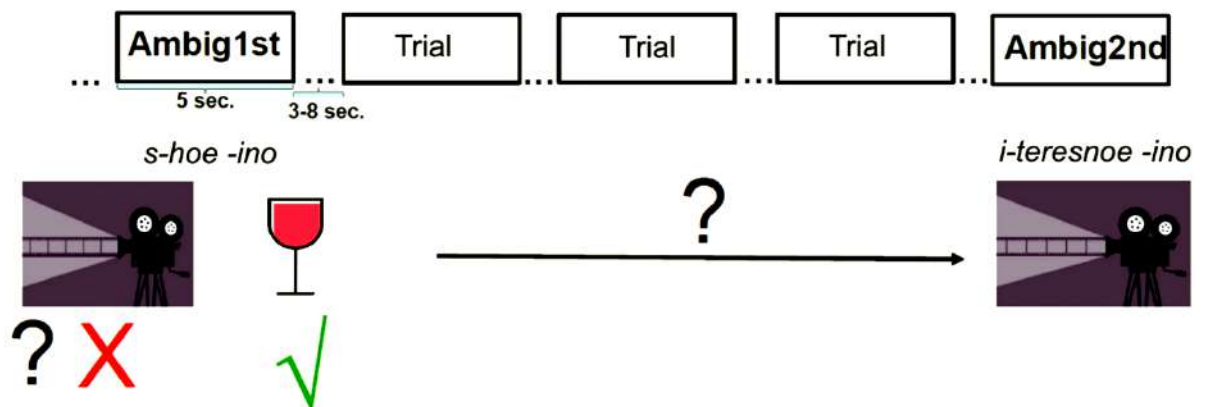 Ambig1st Trial Trial Trial Ambig2nd
... ... ... ... ...
5 sec. 3-8 sec.
s-hoe -ino i-teresnoe -ino
?
? X √